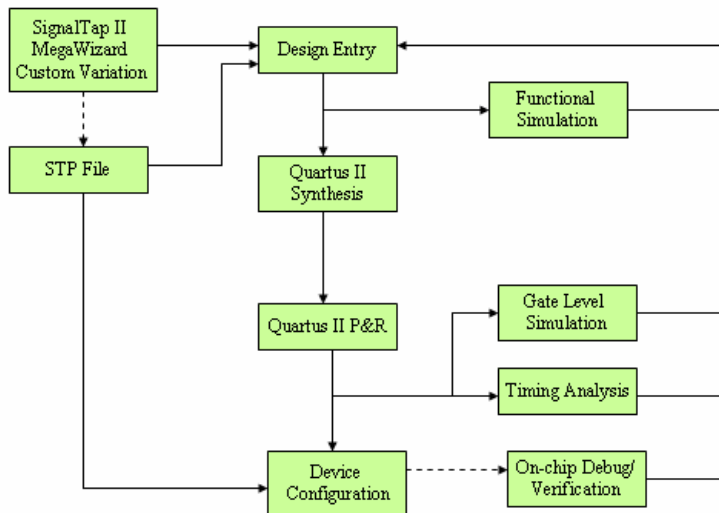 SignalTap II
MegaWizard
Custom Variation
Design Entry
Functional
Simulation
STP File
Quartus II
Synthesis
Gate Level
Simulation
Quartus II P&R
Timing Analysis
Device
Configuration
On-chip Debug/
Verification